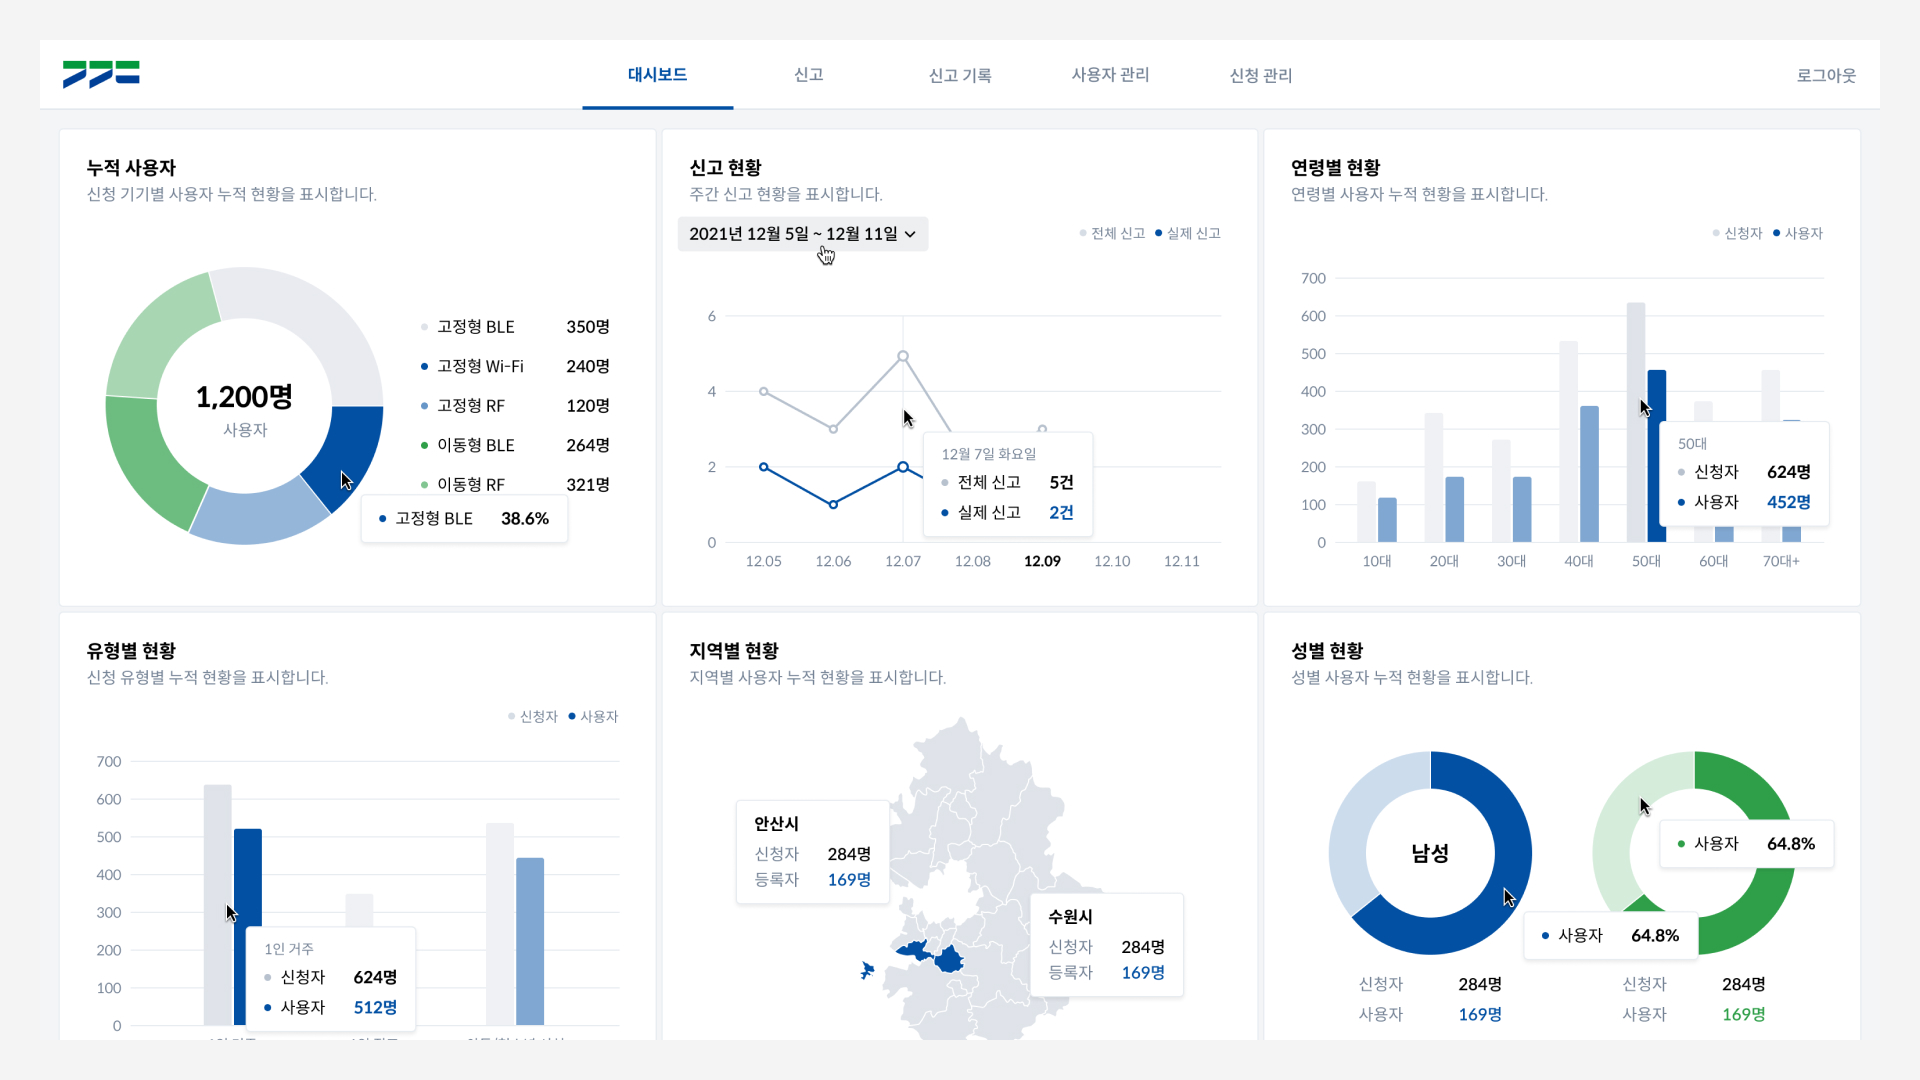 대시보드
신고
신고 기록
사용자 관리
신청 관리
로그아웃
누적 사용자
신청 기기별 사용자 누적 현황을 표시합니다.
1,200명
사용자
고정형 BLE 350명
고정형 Wi-Fi 240명
고정형 RF 120명
이동형 BLE 264명
이동형 RF 321명
고정형 BLE 38.6%
신고 현황
주간 신고 현황을 표시합니다.
2021년 12월 5일 ~ 12월 11일
전체 신고 실제 신고
6
4
2
0
12.05 12.06 12.07 12.08 12.09 12.10 12.11
12월 7일 화요일
전체 신고 5건
실제 신고 2건
연령별 현황
연령별 사용자 누적 현황을 표시합니다.
신청자 사용자
700
600
500
400
300
200
100
0
10대 20대 30대 40대 50대 60대 70대+
50대
신청자 624명
사용자 452명
유형별 현황
신청 유형별 누적 현황을 표시합니다.
신청자 사용자
700
600
500
400
300
200
100
0
1인 거주
신청자 624명
사용자 512명
지역별 현황
지역별 사용자 누적 현황을 표시합니다.
안산시
신청자 284명
등록자 169명
수원시
신청자 284명
등록자 169명
성별 현황
성별 사용자 누적 현황을 표시합니다.
남성
사용자 64.8%
사용자 64.8%
신청자 284명
사용자 169명
신청자 284명
사용자 169명